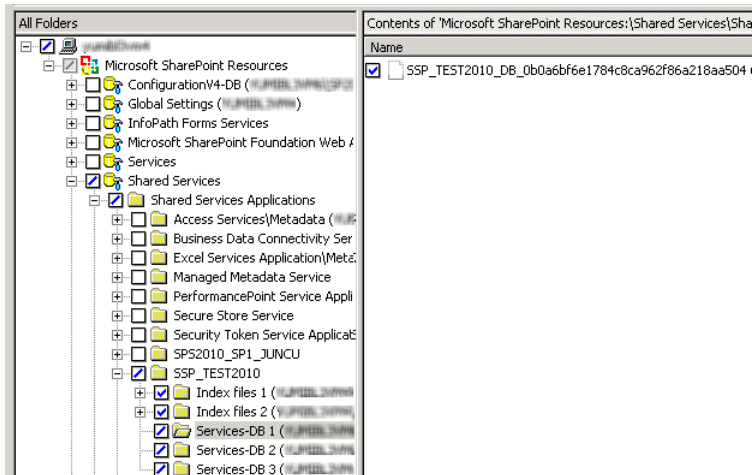 All Folders
Contents of 'Microsoft SharePoint Resources:\Shared Services\Sha
Name
SSP_TEST2010_DB_0b0a6bf6e1784c8ca962f86a218aa504
Microsoft SharePoint Resources
ConfigurationV4-DB (
Global Settings (
InfoPath Forms Services
Microsoft SharePoint Foundation Web
Services
Shared Services
Shared Services Applications
Access Services\Metadata (
Business Data Connectivity Ser
Excel Services Application\Meta
Managed Metadata Service
PerformancePoint Service Appli
Secure Store Service
Security Token Service Applicat
SPS2010_SP1_JUNCU
SSP_TEST2010
Index files 1 (
Index files 2 (
Services-DB 1 (
Services-DB 2 (
Services-DB 3 (